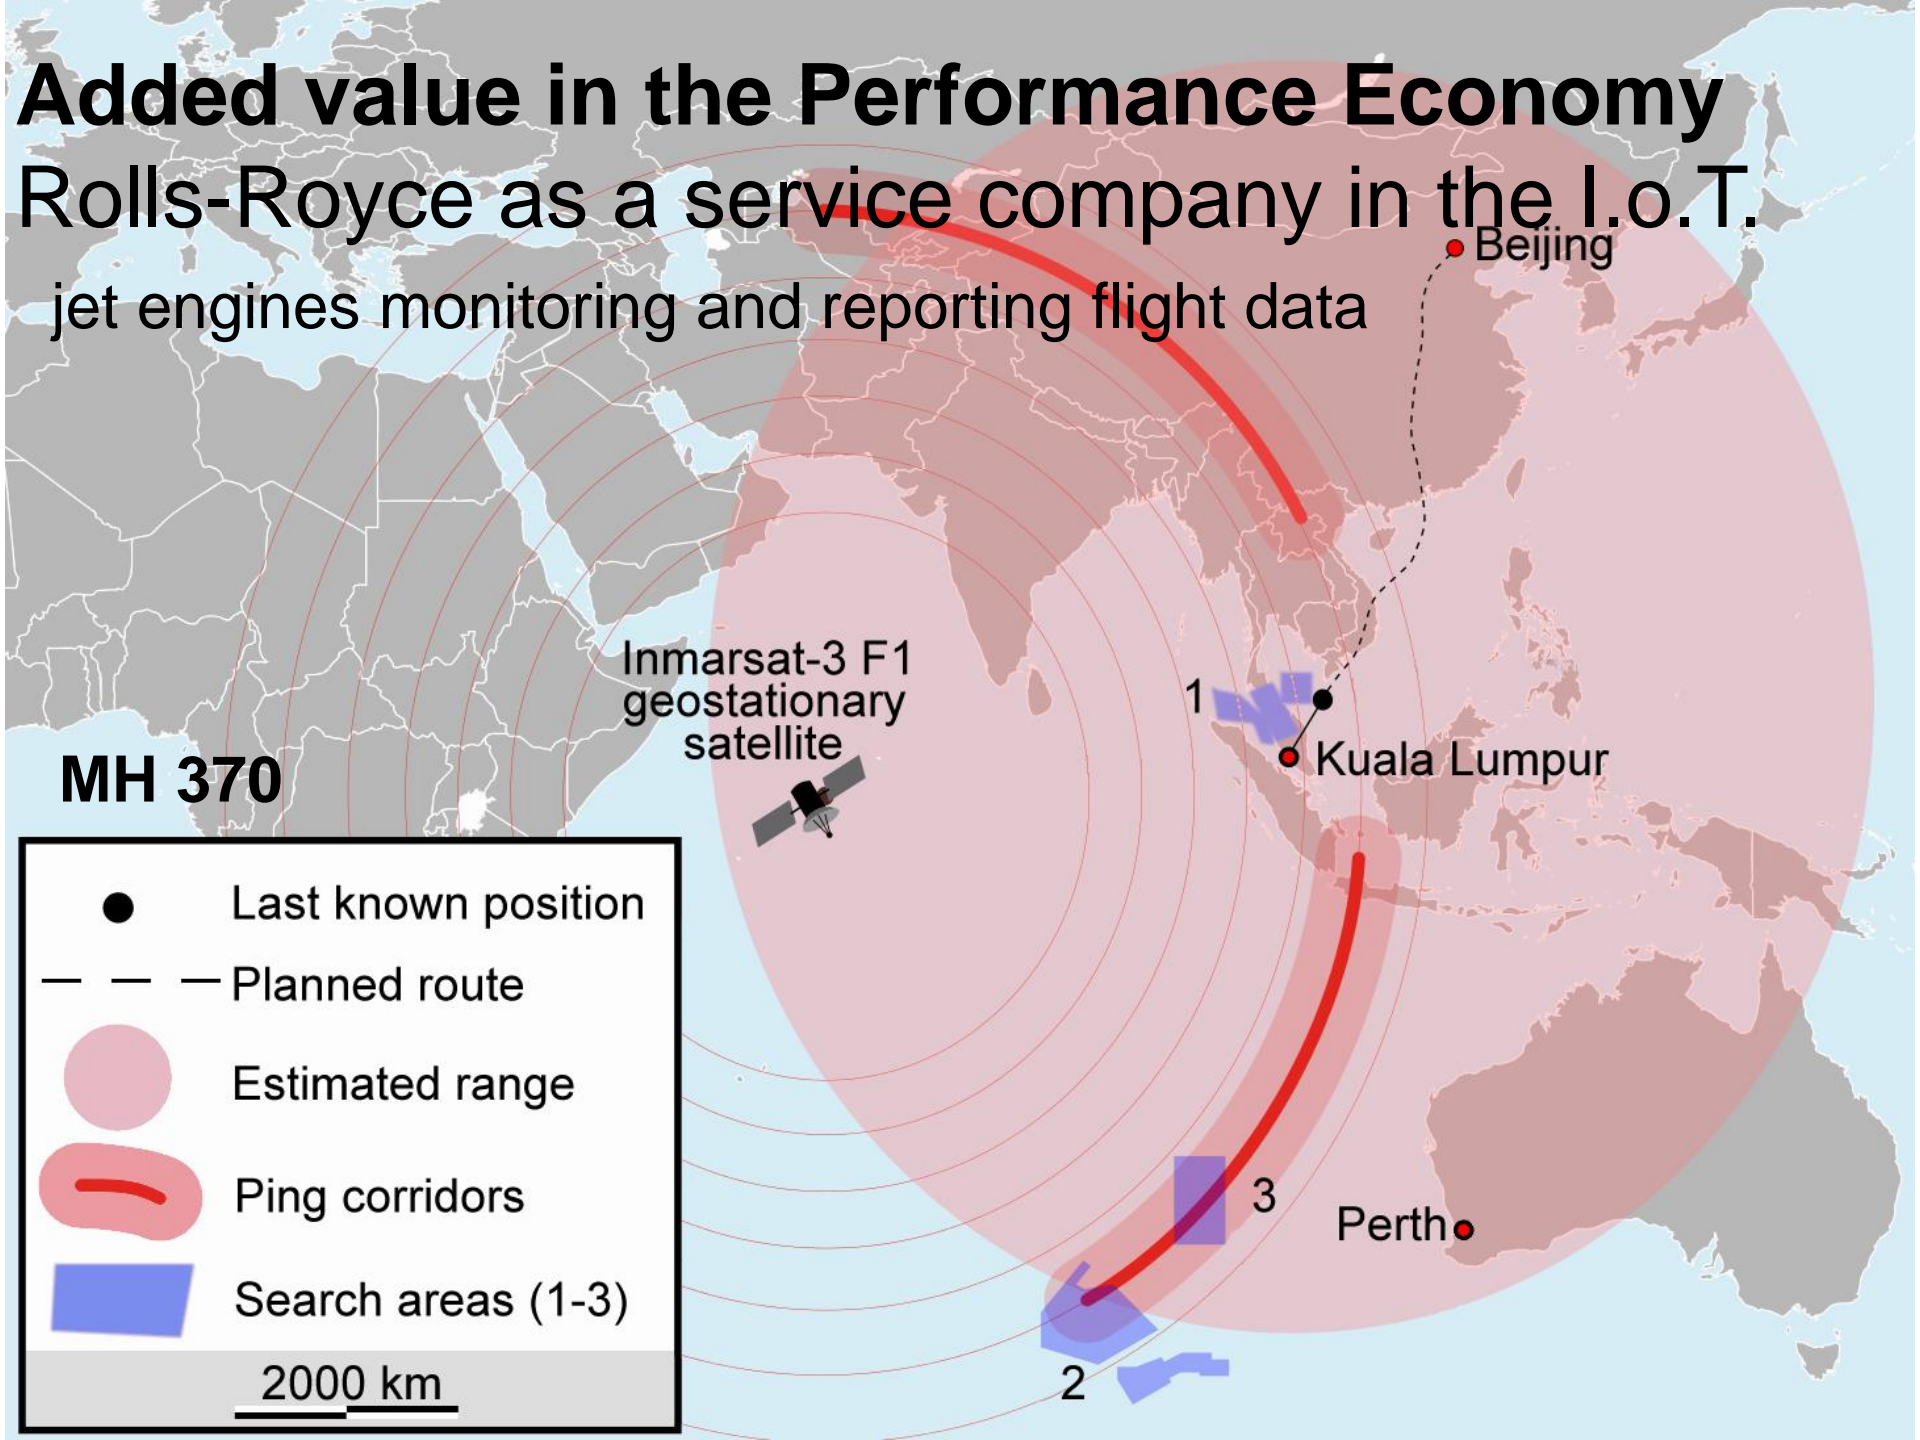 Added value in the Performance Economy
Rolls-Royce as a service company in the I.o.T.
jet engines monitoring and reporting flight data
Beijing
Inmarsat-3 F1
geostationary
satellite
1
Kuala Lumpur
MH 370
Last known position
Planned route
Estimated range
Ping corridors
Search areas (1-3)
2000 km
3
Perth
2